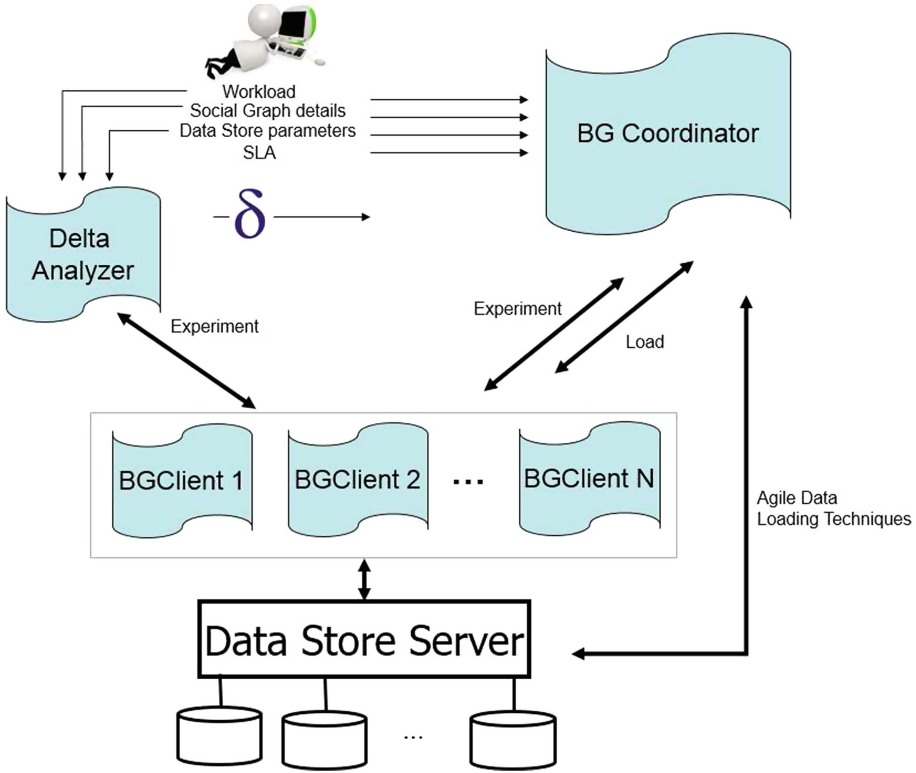 Workload
Social Graph details
Data Store parameters
SLA
BG Coordinator
δ
Delta
Analyzer
Experiment
Experiment
Load
BGClient 1
BGClient 2
...
BGClient N
Agile Data
Loading Techniques
Data Store Server
...